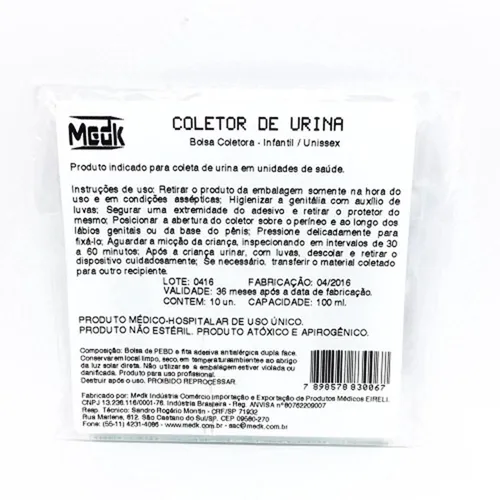 Medk
COLETOR DE URINA
Bolsa Coletora - Infantil / Unissex
Produto indicado para coleta de urina em unidades de saúde.
Instruções de uso: Retirar o produto da embalagem somente na hora do
uso e em condições assépticas; Higienizar a genitália com auxílio de
luvas; Segurar uma extremidade do adesivo e retirar o protetor do
mesmo; Posicionar a abertura do coletor sobre o períneo e ao longo dos
lábios genitais ou da base do pênis; Pressione delicadamente para
fixá-lo; Aguardar a micção da criança, inspecionando em intervalos de 30
a 60 minutos; Após a criança urinar, com luvas, descolar e retirar o
dispositivo cuidadosamente; Se necessário, transferir o material coletado
para outro recipiente.
LOTE: 0416 FABRICAÇÃO: 04/2016
VALIDADE: 36 meses após a data de fabricação.
CONTEM: 10 un. CAPACIDADE: 100 ml.
PRODUTO MÉDICO-HOSPITALAR DE USO ÚNICO.
PRODUTO NÃO ESTÉRIL. PRODUTO ATÓXICO E APIROGÊNICO.
Composição: Bolsa de PEBD e fita adesiva antialérgica dupla face.
Conservarem local limpo, seco, em temperatura ambiente e ao abrigo
da luz solar direta. Não utilizar se a embalagem estiver violada ou
danificada. Produto para uso profissional.
Destruir após o uso. PROIBIDO REPROCESSAR.
7 898578 830067
Fabricado por: Medk Indústria Comércio Importação e Exportação de Produtos Médicos EIRELI.
CNPJ 13.236.116/0001-76. Indústria Brasileira - Reg. ANVISA nº 80762209007
Resp. Técnico: Sandro Rogério Montin - CRF/SP 71932
Rua Marlene, 812. São Caetano do Sul/SP. CEP 09580-270
Fone: (55-11) 4231-4086 - www.medk.com.br - sac@medk.com.br